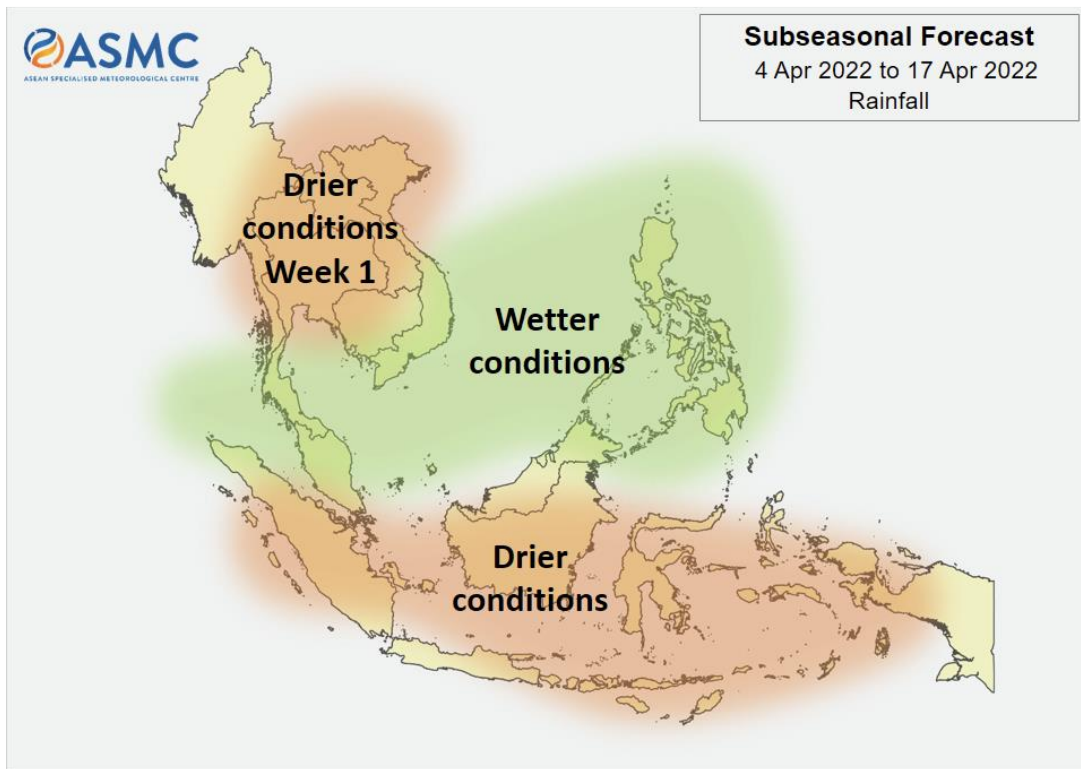 ASMC
ASEAN SPECIALISED METEOROLOGICAL CENTRE
Subseasonal Forecast
4 Apr 2022 to 17 Apr 2022
Rainfall
Drier
conditions
Week 1
Wetter
conditions
Drier
conditions